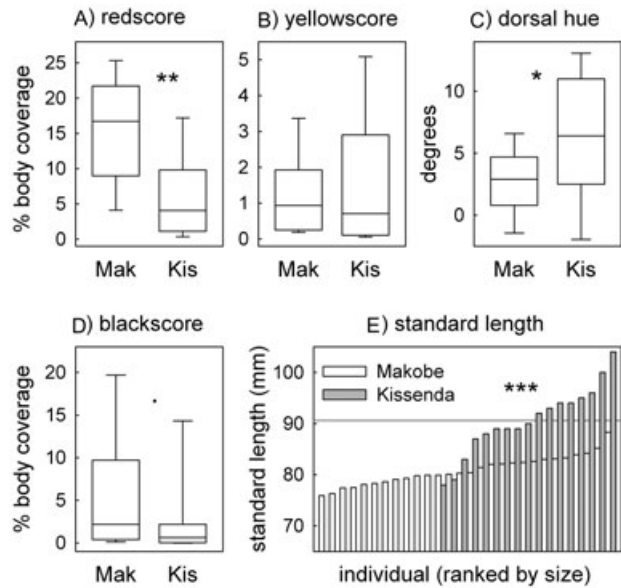 A) redscore
B) yellowscore
C) dorsal hue
% body coverage
25
20
15
10
5
0
**
Mak Kis
5
4
3
2
1
0
Mak Kis
degrees
10
5
0
*
Mak Kis
D) blackscore
% body coverage
20
15
10
5
0
.
Mak Kis
E) standard length
standard length (mm)
100
90
80
70
Makobe
Kissenda
***
individual (ranked by size)